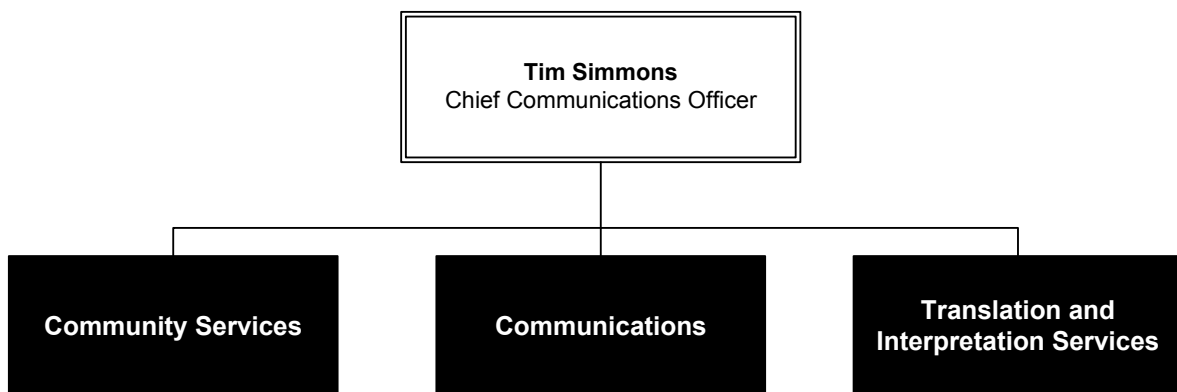 Tim Simmons
Chief Communications Officer
Community Services
Communications
Translation and
Interpretation Services